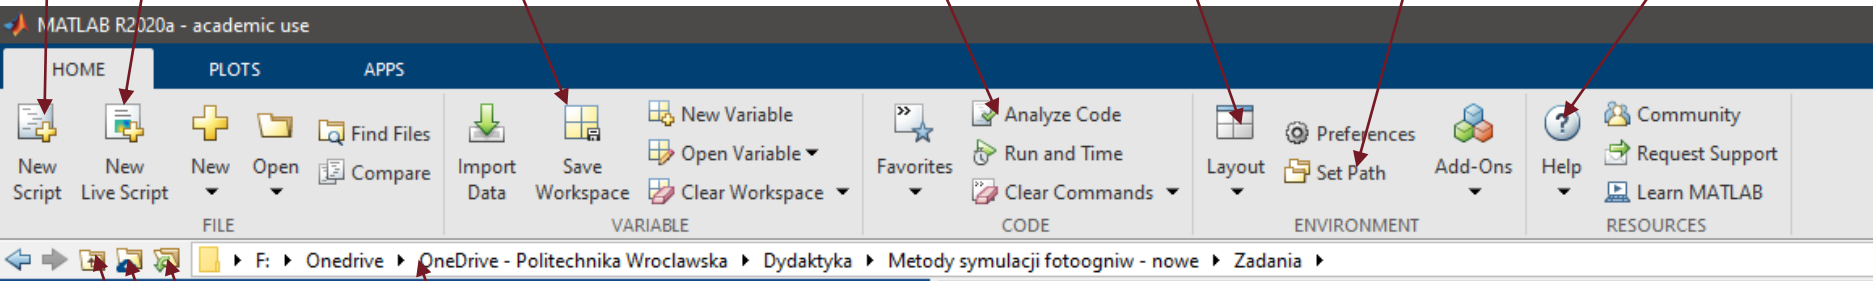 MATLAB R2020a - academic use
HOME PLOTS APPS
New Script
New Live Script
New
Open
Find Files
Compare
FILE
Import Data
Save Workspace
New Variable
Open Variable
Clear Workspace
VARIABLE
Favorites
Analyze Code
Run and Time
Clear Commands
CODE
Layout
Preferences
Set Path
Add-Ons
ENVIRONMENT
Help
Community
Request Support
Learn MATLAB
RESOURCES
F: Onedrive OneDrive - Politechnika Wroclawska Dydaktyka Metody symulacji fotoogniw - nowe Zadania